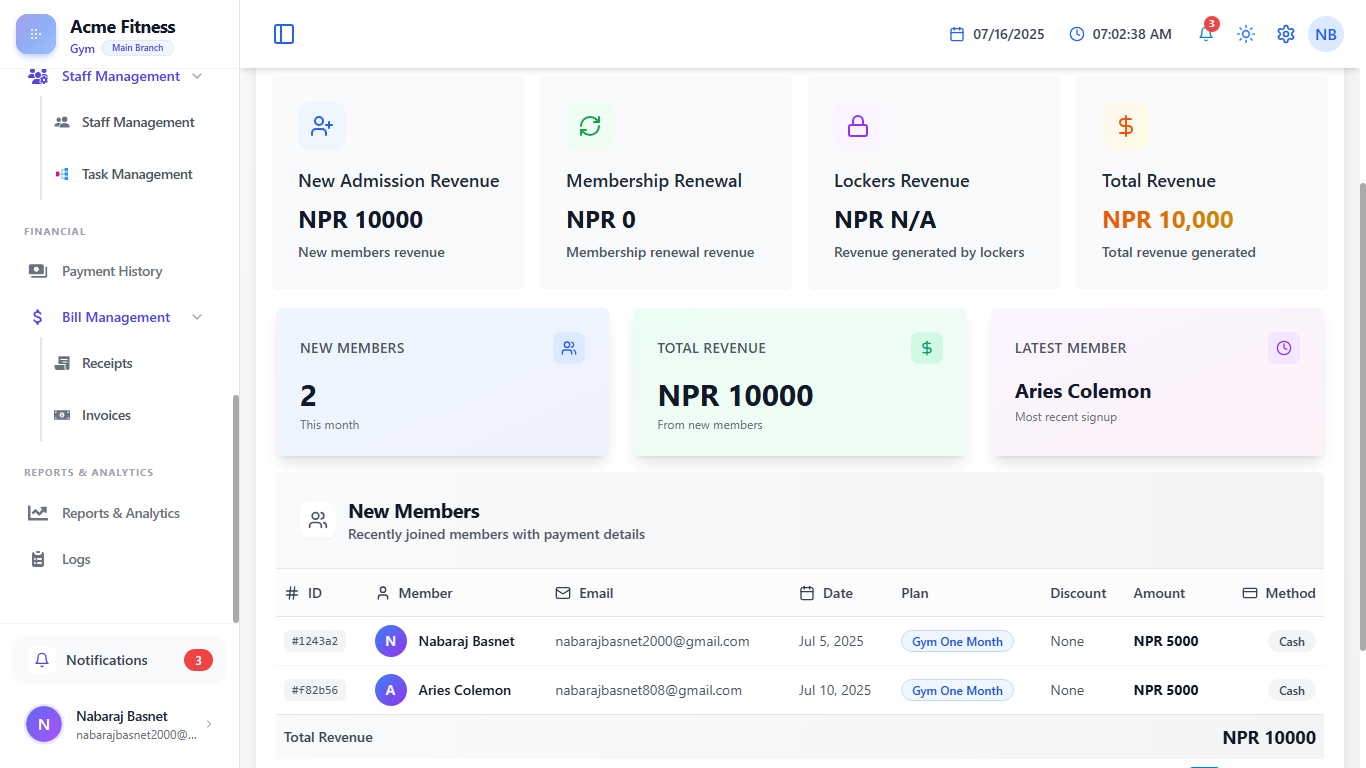 Acme Fitness
Gym Main Branch
07/16/2025 07:02:38 AM 3 NB
Staff Management
Staff Management
Task Management
FINANCIAL
Payment History
Bill Management
Receipts
Invoices
REPORTS & ANALYTICS
Reports & Analytics
Logs
Notifications 3
N Nabaraj Basnet
nabarajbasnet2000@...
New Admission Revenue
NPR 10000
New members revenue
Membership Renewal
NPR 0
Membership renewal revenue
Lockers Revenue
NPR N/A
Revenue generated by lockers
Total Revenue
NPR 10,000
Total revenue generated
NEW MEMBERS
2
This month
TOTAL REVENUE
NPR 10000
From new members
LATEST MEMBER
Aries Colemon
Most recent signup
New Members
Recently joined members with payment details
ID Member Email Date Plan Discount Amount Method
#1243a2 N Nabaraj Basnet nabarajbasnet2000@gmail.com Jul 5, 2025 Gym One Month None NPR 5000 Cash
#f82b56 A Aries Colemon nabarajbasnet808@gmail.com Jul 10, 2025 Gym One Month None NPR 5000 Cash
Total Revenue NPR 10000